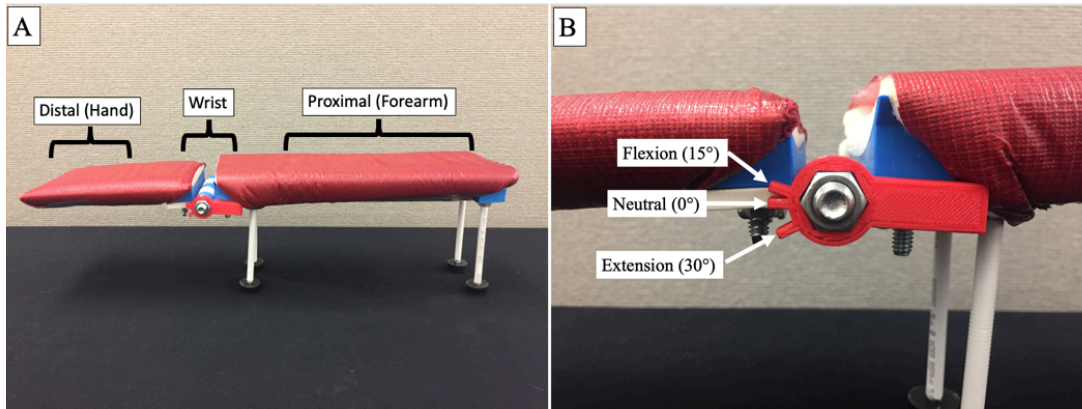 A
Distal (Hand)
Wrist
Proximal (Forearm)
B
Flexion (15°)
Neutral (0°)
Extension (30°)